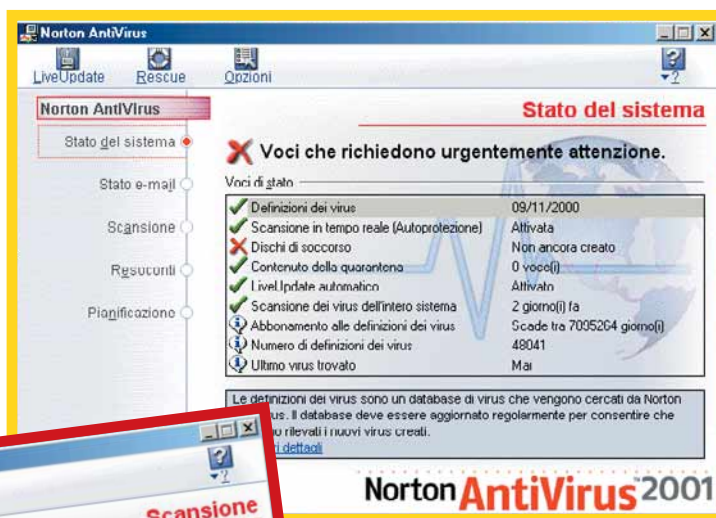 Norton AntiVirus
LiveUpdate Rescue Opzioni
?
Norton AntiVirus
Stato del sistema
Stato del sistema
Voci che richiedono urgentemente attenzione.
Stato e-mail
Voci di stato
Definizioni dei virus 09/11/2000
Scansione in tempo reale (Autoprotezione) Attivata
Scansione
Dischi di soccorso Non ancora creato
Contenuto della quarantena 0 voce(i)
Resoconti
LiveUpdate automatico Attivato
Scansione dei virus dell'intero sistema 2 giorno(i) fa
Pianificazione
Abbonamento alle definizioni dei virus Scade tra 7095264 giorno(i)
Numero di definizioni dei virus 48041
Ultimo virus trovato Mai
Le definizioni dei virus sono un database di virus che vengono cercati da Norton
us. Il database deve essere aggiornato regolarmente per consentire che
o rilevati i nuovi virus creati.
ri dettagli
?
Scansione
Norton AntiVirus™ 2001